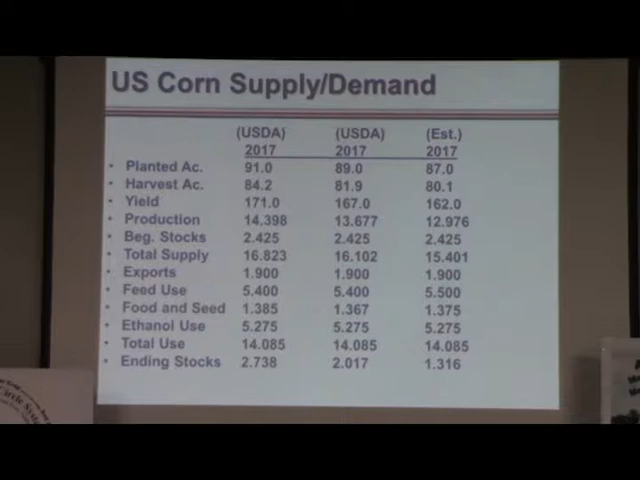 US Corn Supply/Demand
(USDA) (USDA) (Est.)
2017 2017 2017
• Planted Ac. 91.0 89.0 87.0
• Harvest Ac. 84.2 81.9 80.1
• Yield 171.0 167.0 162.0
• Production 14.398 13.677 12.976
• Beg. Stocks 2.425 2.425 2.425
• Total Supply 16.823 16.102 15.401
• Exports 1.900 1.900 1.900
• Feed Use 5.400 5.400 5.500
• Food and Seed 1.385 1.367 1.375
• Ethanol Use 5.275 5.275 5.275
• Total Use 14.085 14.085 14.085
• Ending Stocks 2.738 2.017 1.316